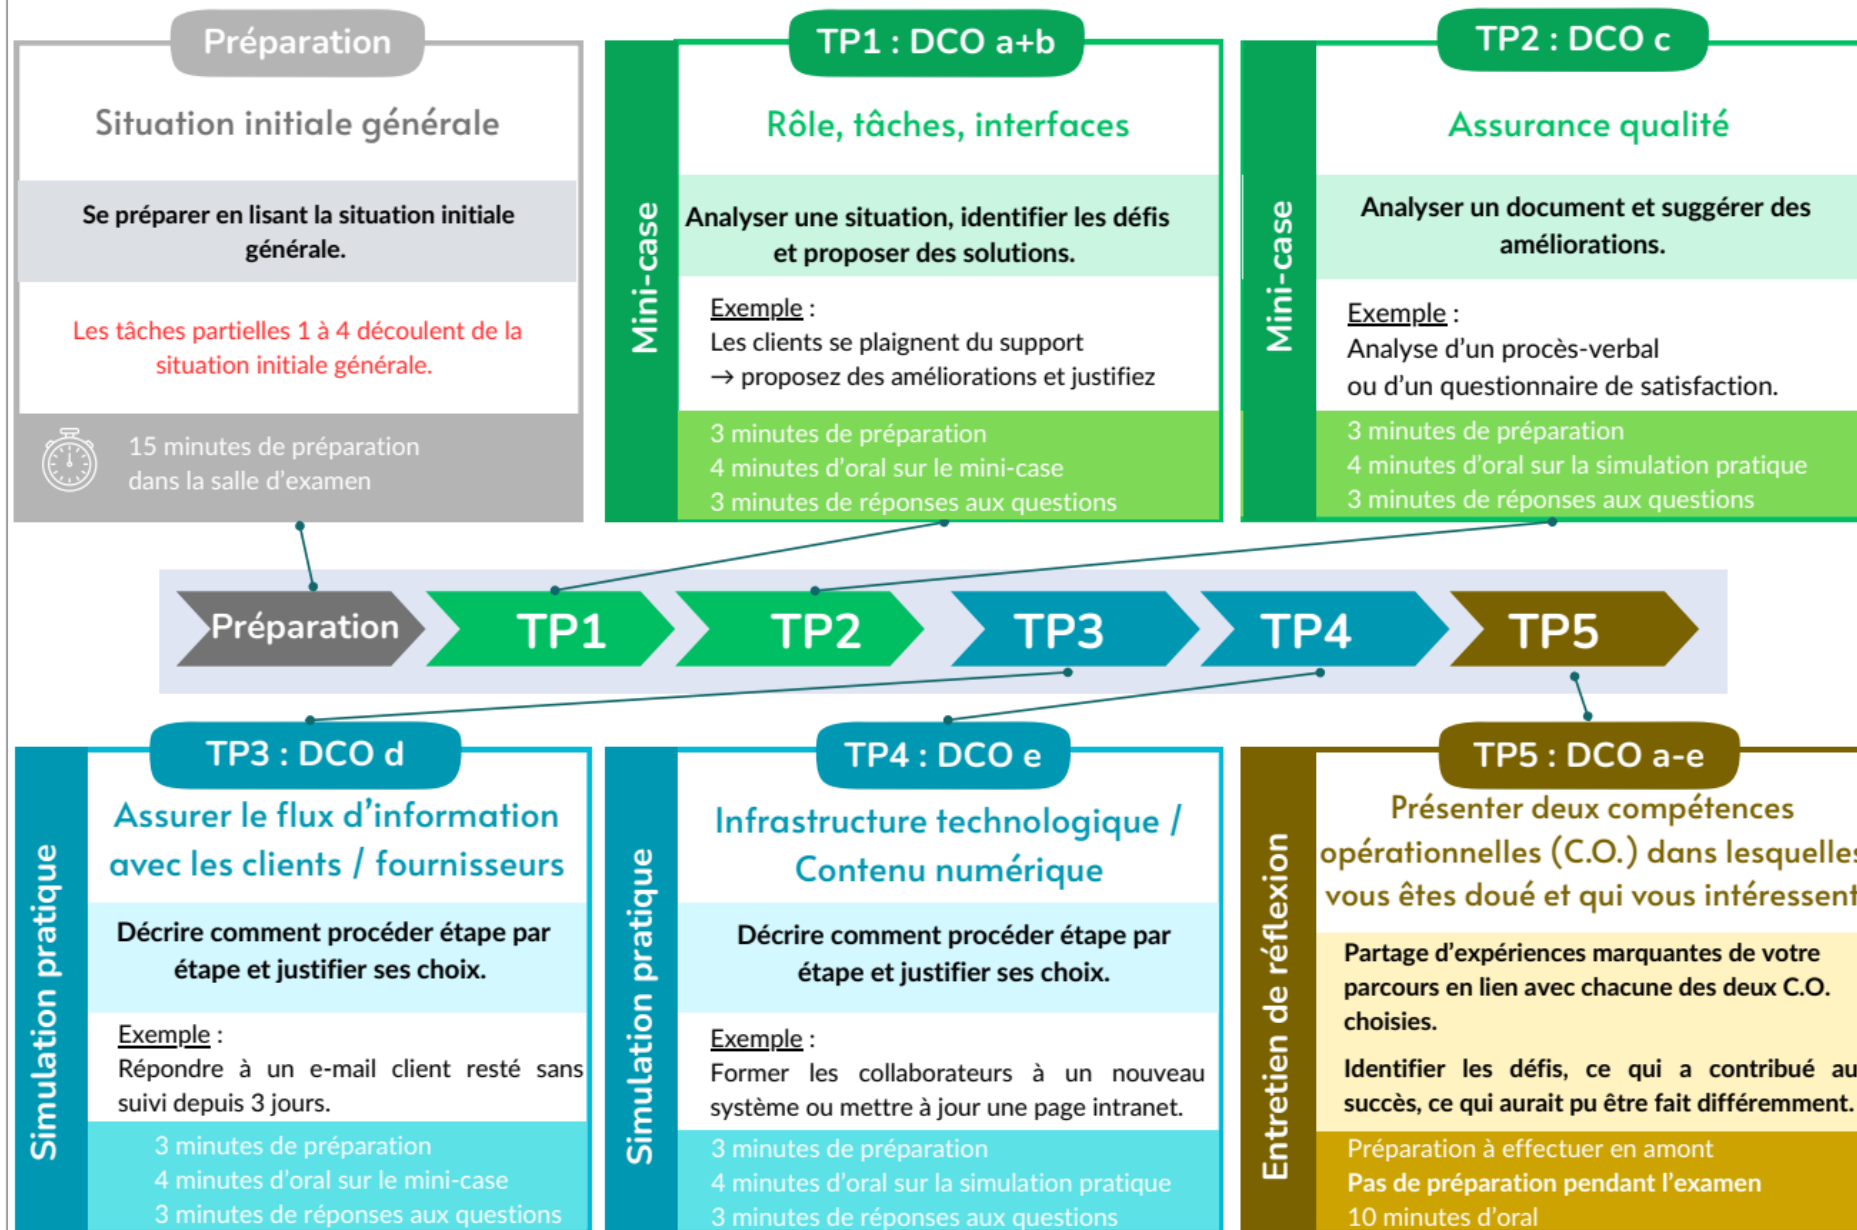 Préparation
Situation initiale générale
Se préparer en lisant la situation initiale
générale.
Les tâches partielles 1 à 4 découlent de la
situation initiale générale.
15 minutes de préparation
dans la salle d'examen
TP1 : DCO a+b
Mini-case
Rôle, tâches, interfaces
Analyser une situation, identifier les défis
et proposer des solutions.
Exemple :
Les clients se plaignent du support
→ proposez des améliorations et justifiez
3 minutes de préparation
4 minutes d'oral sur le mini-case
3 minutes de réponses aux questions
TP2 : DCO c
Mini-case
Assurance qualité
Analyser un document et suggérer des
améliorations.
Exemple :
Analyse d'un procès-verbal
ou d'un questionnaire de satisfaction.
3 minutes de préparation
4 minutes d'oral sur la simulation pratique
3 minutes de réponses aux questions
Préparation
TP1
TP2
TP3
TP4
TP5
TP3 : DCO d
Simulation pratique
Assurer le flux d'information
avec les clients / fournisseurs
Décrire comment procéder étape par
étape et justifier ses choix.
Exemple :
Répondre à un e-mail client resté sans
suivi depuis 3 jours.
3 minutes de préparation
4 minutes d'oral sur le mini-case
3 minutes de réponses aux questions
TP4 : DCO e
Simulation pratique
Infrastructure technologique /
Contenu numérique
Décrire comment procéder étape par
étape et justifier ses choix.
Exemple :
Former les collaborateurs à un nouveau
système ou mettre à jour une page intranet.
3 minutes de préparation
4 minutes d'oral sur la simulation pratique
3 minutes de réponses aux questions
TP5 : DCO a-e
Entretien de réflexion
Présenter deux compétences
opérationnelles (C.O.) dans lesquelles
vous êtes doué et qui vous intéressent
Partage d'expériences marquantes de votre
parcours en lien avec chacune des deux C.O.
choisies.
Identifier les défis, ce qui a contribué au
succès, ce qui aurait pu être fait différemment.
Préparation à effectuer en amont
Pas de préparation pendant l'examen
10 minutes d'oral